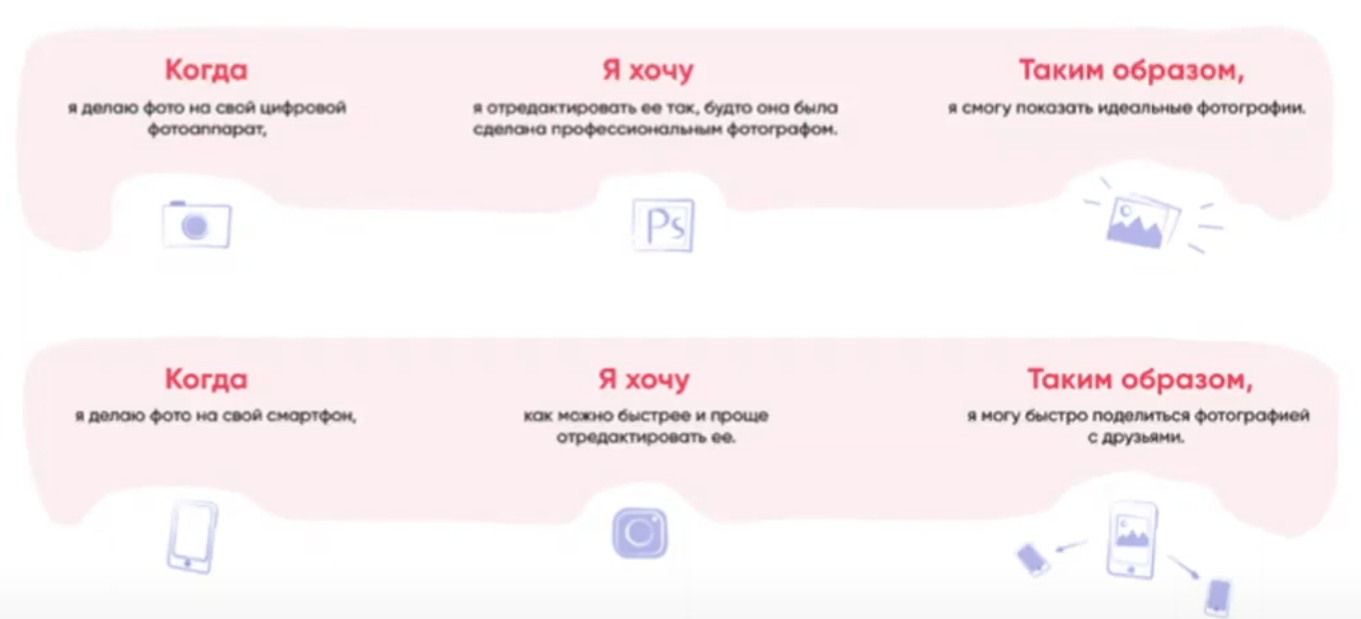 Когда
я делаю фото на свой цифровой
фотоаппарат,
Я хочу
я отредактировать ее так, будто она была
сделана профессиональным фотографом.
Таким образом,
я смогу показать идеальные фотографии.
Ps
Когда
я делаю фото на свой смартфон,
Я хочу
как можно быстрее и проще
отредактировать ее.
Таким образом,
я могу быстро поделиться фотографией
с друзьями.